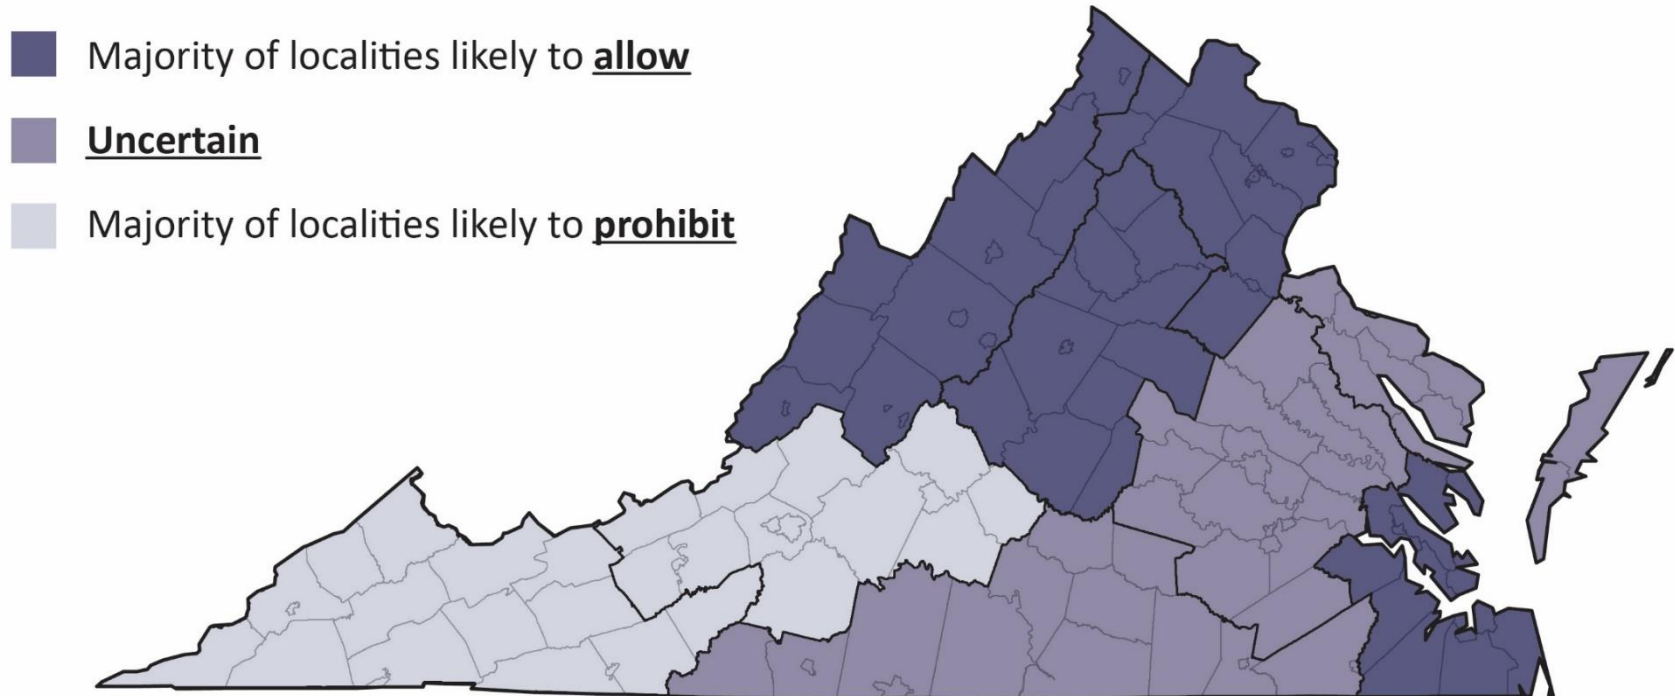 Majority of localities likely to allow
Uncertain
Majority of localities likely to prohibit